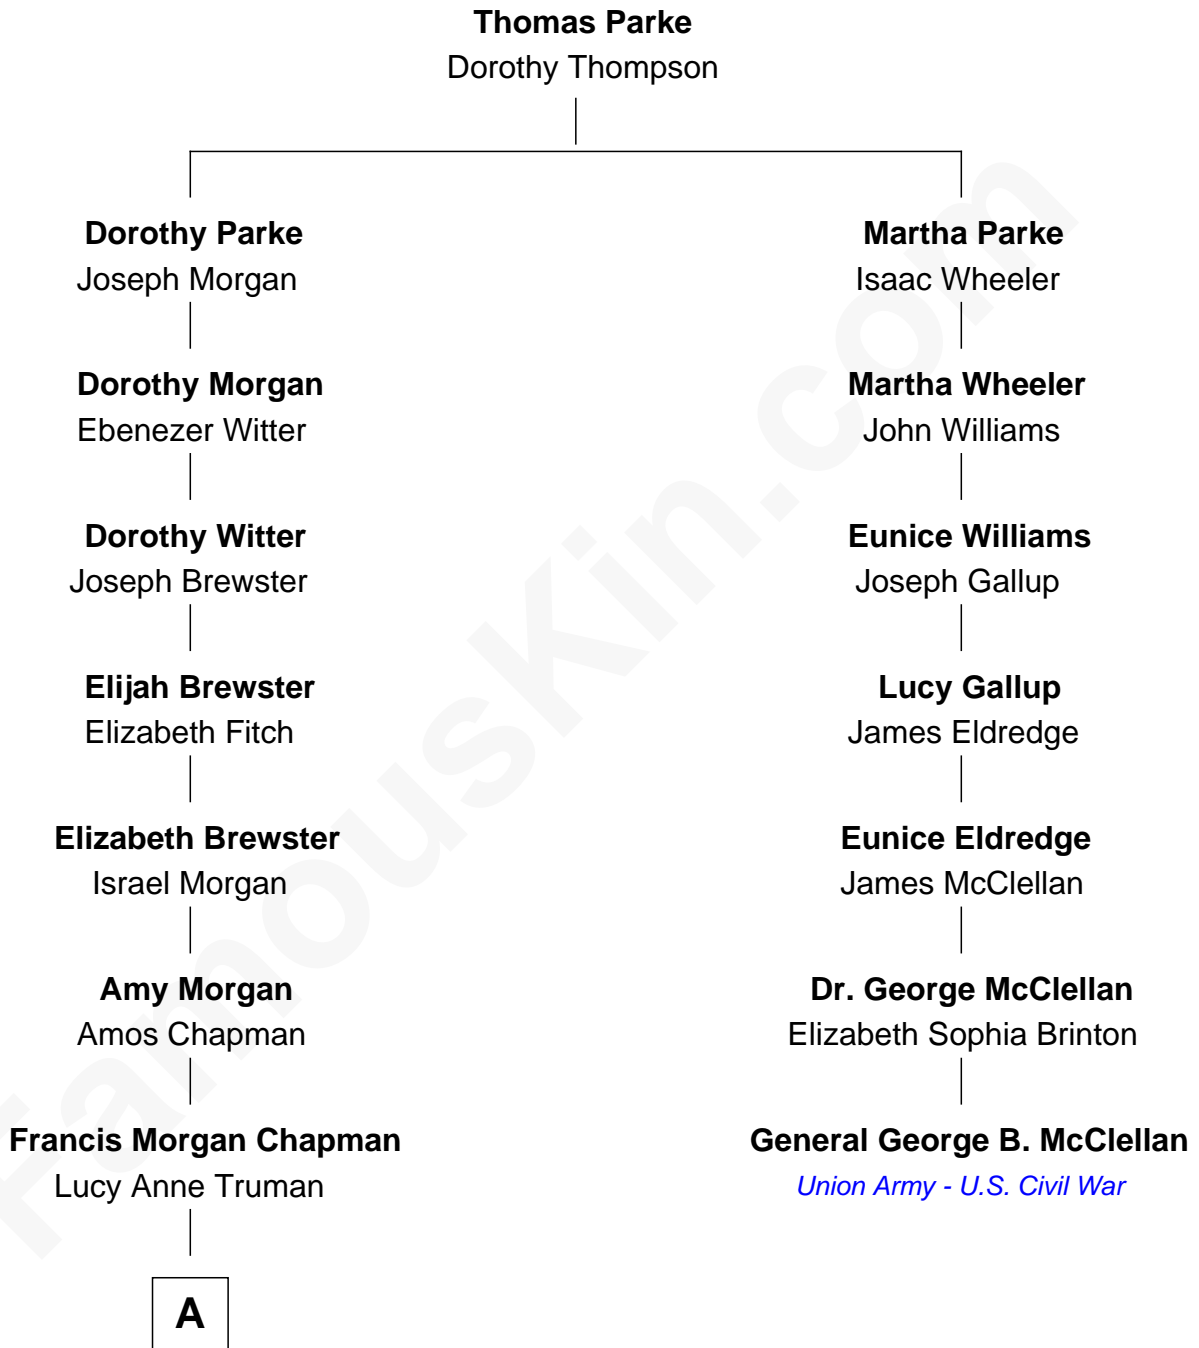 Thomas Parke
Dorothy Thompson
Dorothy Parke
Joseph Morgan
Martha Parke
Isaac Wheeler
Dorothy Morgan
Ebenezer Witter
Martha Wheeler
John Williams
Dorothy Witter
Joseph Brewster
Eunice Williams
Joseph Gallup
Elijah Brewster
Elizabeth Fitch
Lucy Gallup
James Eldredge
Elizabeth Brewster
Israel Morgan
Eunice Eldredge
James McClellan
Amy Morgan
Amos Chapman
Dr. George McClellan
Elizabeth Sophia Brinton
Francis Morgan Chapman
Lucy Anne Truman
General George B. McClellan
Union Army - U.S. Civil War
A
FamousKin.com